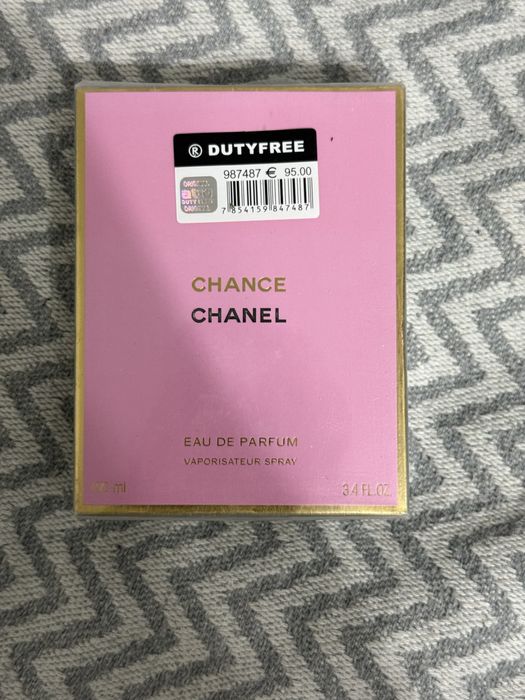 ® DUTYFREE
987487 € 95.00
DUTYFREE
7 854159 847487
CHANCE
CHANEL
EAU DE PARFUM
VAPORISATEUR SPRAY
ml
3.4 FL.OZ